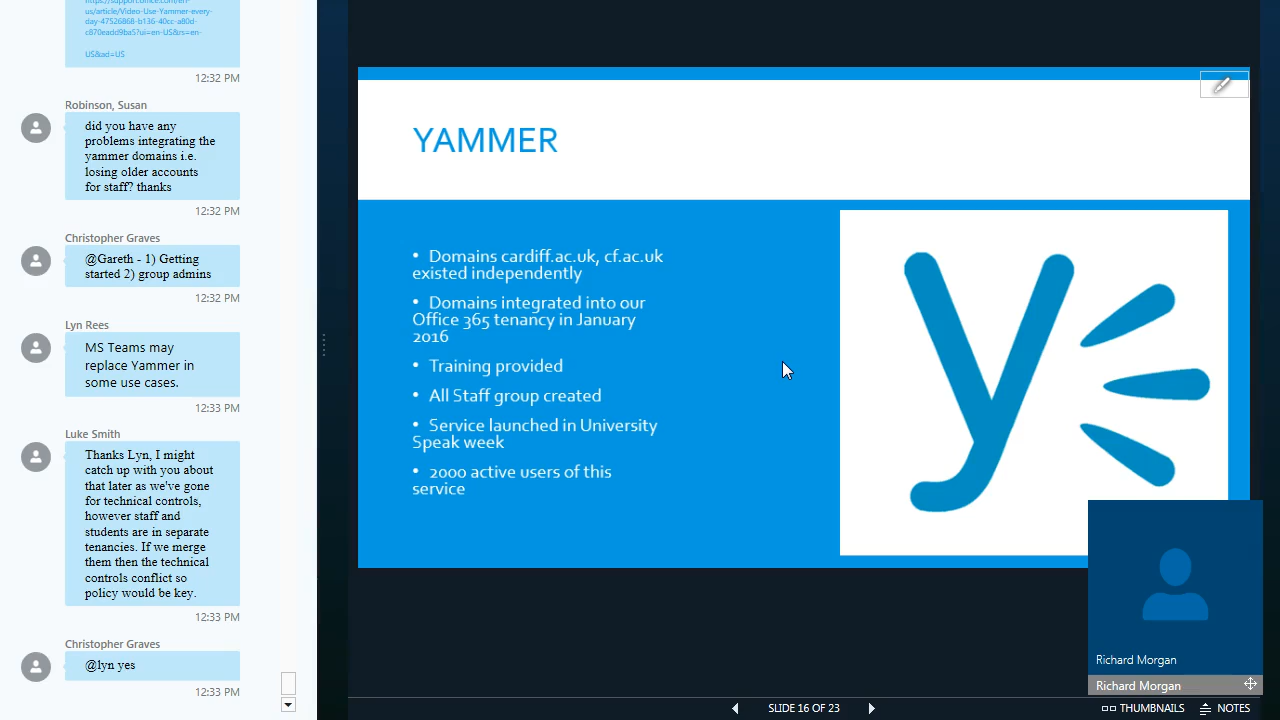 https://support.office.com/en-
us/article/Video-Use-Yammer-every-
day-47526868-b136-40cc-a80d-
c870eadd9ba5?ui=en-US&rs=en-
US&ad=US
12:32 PM
Robinson, Susan
did you have any
problems integrating the
yammer domains i.e.
losing older accounts
for staff? thanks
12:32 PM
Christopher Graves
@Gareth - 1) Getting
started 2) group admins
12:32 PM
Lyn Rees
MS Teams may
replace Yammer in
some use cases.
12:33 PM
Luke Smith
Thanks Lyn, I might
catch up with you about
that later as we've gone
for technical controls,
however staff and
students are in separate
tenancies. If we merge
them then the technical
controls conflict so
policy would be key.
12:33 PM
Christopher Graves
@lyn yes
12:33 PM
YAMMER
• Domains cardiff.ac.uk, cf.ac.uk
existed independently
• Domains integrated into our
Office 365 tenancy in January
2016
• Training provided
• All Staff group created
• Service launched in University
Speak week
• 2000 active users of this
service
y
Richard Morgan
Richard Morgan
SLIDE 16 OF 23
THUMBNAILS
NOTES